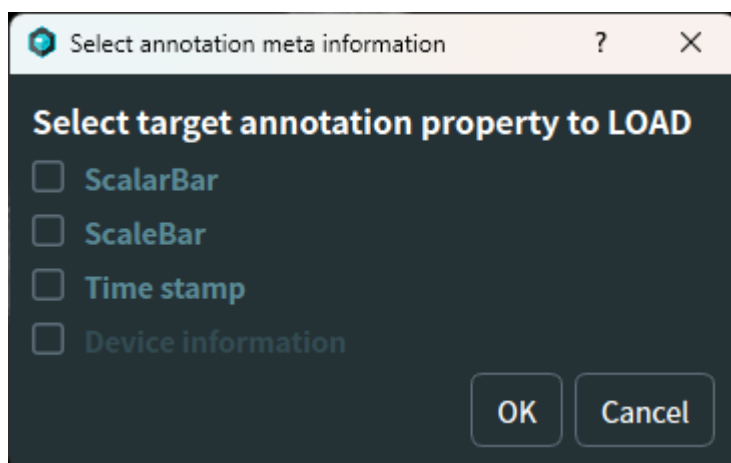 Select annotation meta information ?
Select target annotation property to LOAD
ScalarBar
ScaleBar
Time stamp
Device information
OK Cancel